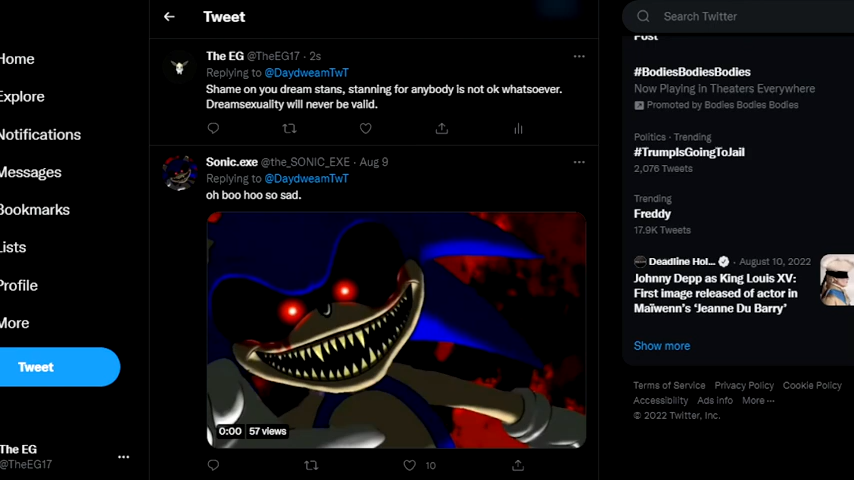 Home
Explore
Notifications
Messages
Bookmarks
Lists
Profile
More
Tweet
The EG
@TheEG17
Tweet
The EG @TheEG17 · 2s
Replying to @DaydweamTwT
Shame on you dream stans, stanning for anybody is not ok whatsoever.
Dreamsexuality will never be valid.
Sonic.exe @the_SONIC_EXE · Aug 9
Replying to @DaydweamTwT
oh boo hoo so sad.
0:00 57 views
10
Search Twitter
Post
#BodiesBodiesBodies
Now Playing in Theaters Everywhere
Promoted by Bodies Bodies Bodies
Politics · Trending
#TrumpIsGoingToJail
2,076 Tweets
Trending
Freddy
17.9K Tweets
Deadline Hol... · August 10, 2022
Johnny Depp as King Louis XV:
First image released of actor in
Maïwenn's 'Jeanne Du Barry'
Show more
Terms of Service Privacy Policy Cookie Policy
Accessibility Ads info More ···
© 2022 Twitter, Inc.